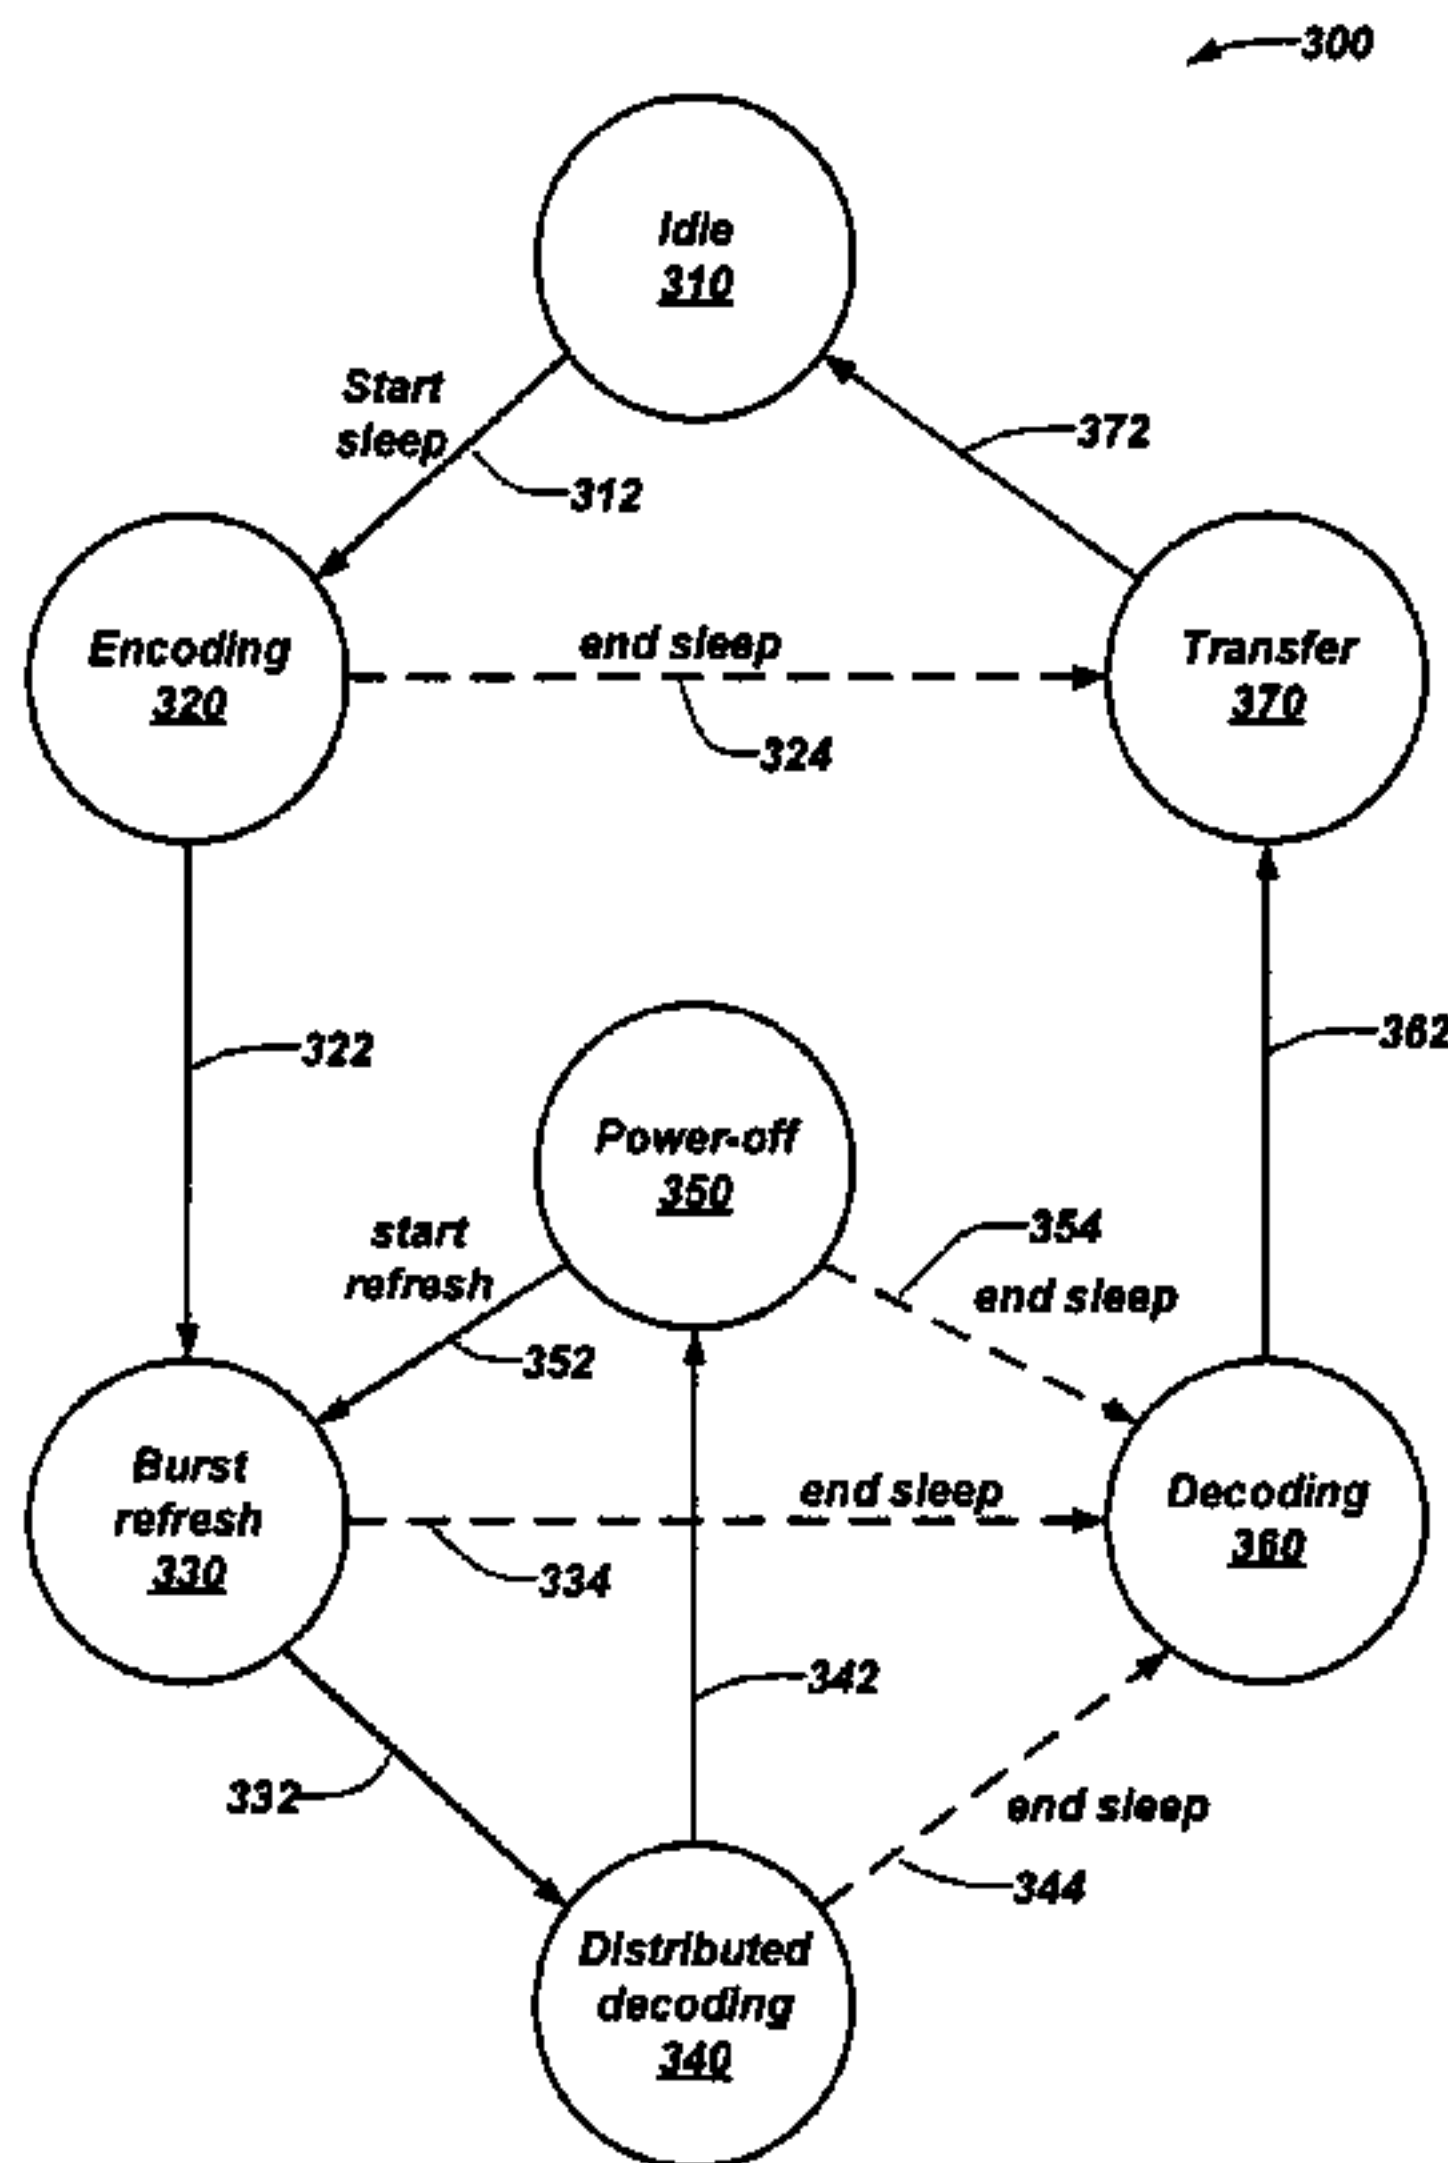 300
Idle
310
Start
sleep
312
372
Encoding
320
end sleep
324
Transfer
370
322
362
Power-off
350
start
refresh
352
354
end sleep
Burst
refresh
330
end sleep
334
Decoding
360
342
332
end sleep
344
Distributed
decoding
340